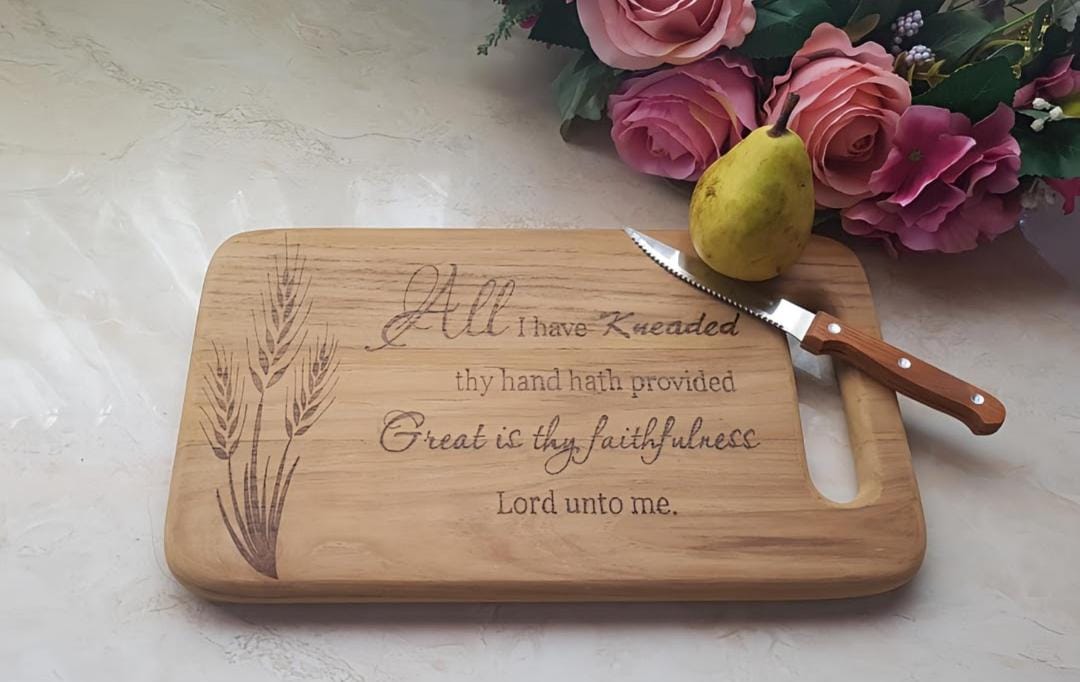 All I have Kneaded
thy hand hath provided
Great is thy faithfulness
Lord unto me.